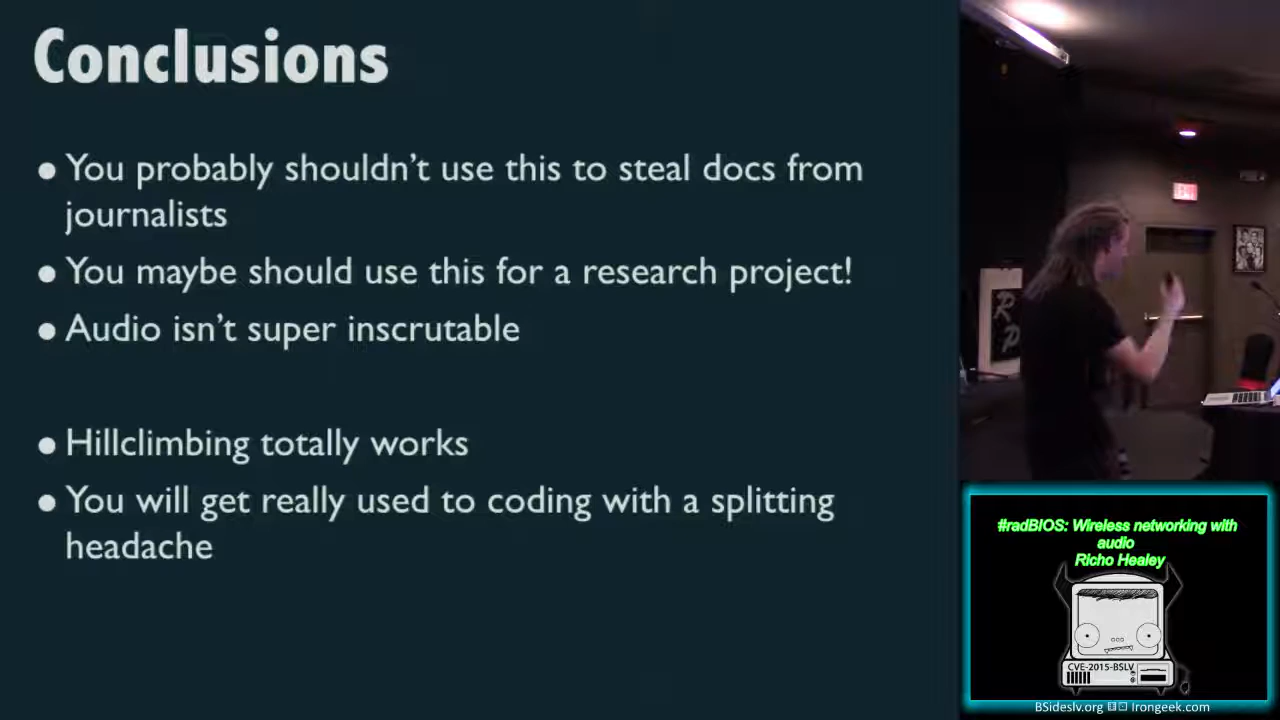 Conclusions
• You probably shouldn't use this to steal docs from
journalists
• You maybe should use this for a research project!
• Audio isn't super inscrutable
• Hillclimbing totally works
• You will get really used to coding with a splitting
headache
EXIT
R
P
#radBIOS: Wireless networking with
audio
Richo Healey
CVE-2015-BSLV
BSideslv.org Irongeek.com